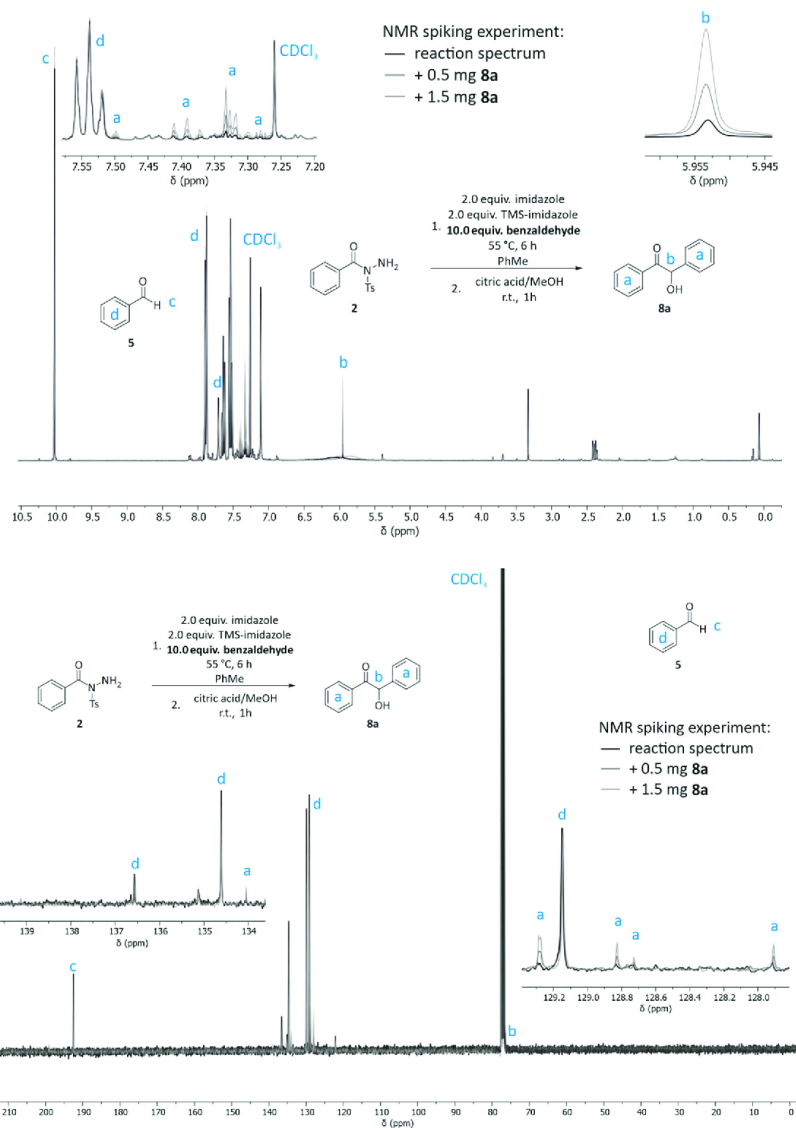 NMR spiking experiment:
reaction spectrum
+ 0.5 mg 8a
+ 1.5 mg 8a
c
d
a
a
a
a
CDCl3
7.55 7.50 7.45 7.40 7.35 7.30 7.25 7.20
δ (ppm)
b
5.955 5.945
δ (ppm)
2.0 equiv. imidazole
2.0 equiv. TMS-imidazole
1. 10.0 equiv. benzaldehyde
55 °C, 6 h
PhMe
2. citric acid/MeOH
r.t., 1h
O
N NH2
Ts
2
O
b
a
a
OH
8a
O
H c
d
5
d
CDCl3
d
b
10.5 10.0 9.5 9.0 8.5 8.0 7.5 7.0 6.5 6.0 5.5 5.0 4.5 4.0 3.5 3.0 2.5 2.0 1.5 1.0 0.5 0.0
δ (ppm)
CDCl3
2.0 equiv. imidazole
2.0 equiv. TMS-imidazole
1. 10.0 equiv. benzaldehyde
55 °C, 6 h
PhMe
2. citric acid/MeOH
r.t., 1h
O
N NH2
Ts
2
O
b
a
a
OH
8a
O
H c
d
5
NMR spiking experiment:
reaction spectrum
+ 0.5 mg 8a
+ 1.5 mg 8a
d
d
a
139 138 137 136 135 134
δ (ppm)
d
d
a
a
a
a
129.2 129.0 128.8 128.6 128.4 128.2 128.0
δ (ppm)
c
b
210 200 190 180 170 160 150 140 130 120 110 100 90 80 70 60 50 40 30 20 10 0
δ (ppm)